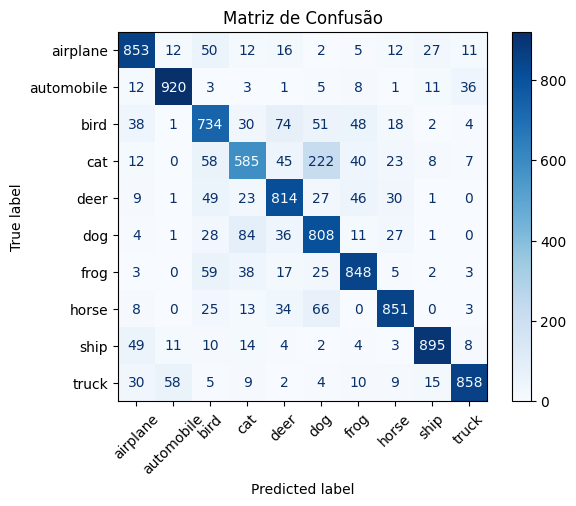 Matriz de Confusão
True label
airplane 853 12 50 12 16 2 5 12 27 11
automobile 12 920 3 3 1 5 8 1 11 36
bird 38 1 734 30 74 51 48 18 2 4
cat 12 0 58 585 45 222 40 23 8 7
deer 9 1 49 23 814 27 46 30 1 0
dog 4 1 28 84 36 808 11 27 1 0
frog 3 0 59 38 17 25 848 5 2 3
horse 8 0 25 13 34 66 0 851 0 3
ship 49 11 10 14 4 2 4 3 895 8
truck 30 58 5 9 2 4 10 9 15 858
airplane automobile bird cat deer dog frog horse ship truck
Predicted label
800
600
400
200
0